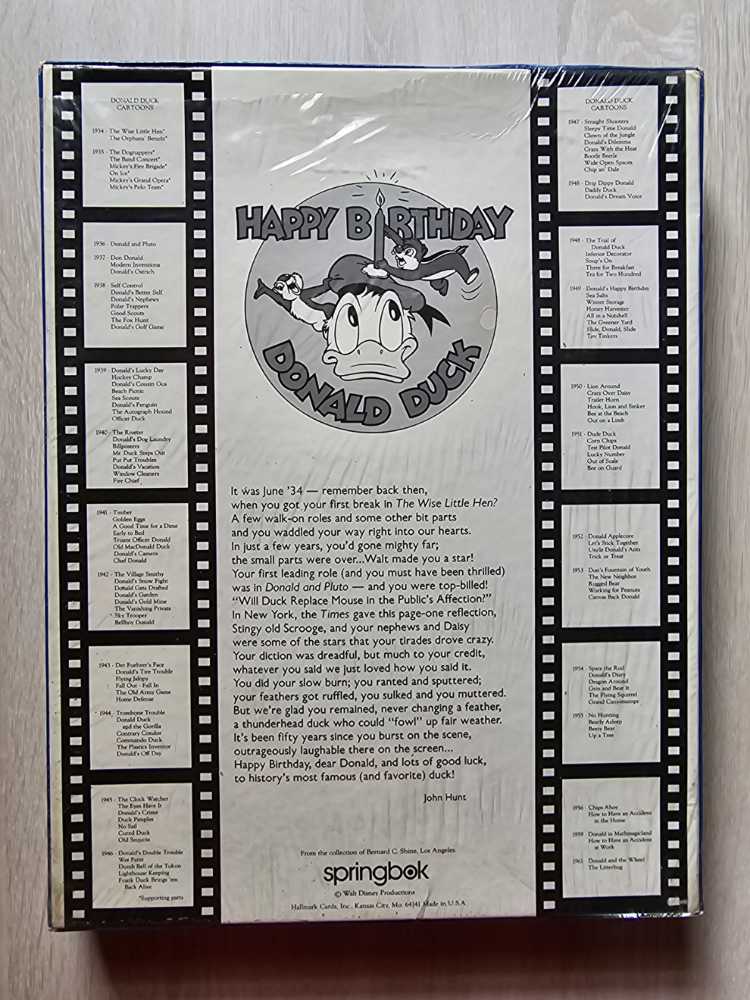 DONALD DUCK
CARTOONS
1934 - The Wise Little Hen*
The Orphans' Benefit*
1935 - The Dognappers*
The Band Concert*
Mickey's Fire Brigade*
On Ice*
Mickey's Grand Opera*
Mickey's Polo Team*
1936 - Donald and Pluto
1937 - Don Donald
Modern Inventions
Donald's Ostrich
1938 - Self Control
Donald's Better Self
Donald's Nephews
Polar Trappers
Good Scouts
The Fox Hunt
Donald's Golf Game
1939 - Donald's Lucky Day
Hockey Champ
Donald's Cousin Gus
Beach Picnic
Sea Scouts
Donald's Penguin
The Autograph Hound
Officer Duck
1940 - The Riveter
Donald's Dog Laundry
Billposters
Mr. Duck Steps Out
Put Put Troubles
Donald's Vacation
Window Cleaners
Fire Chief
1941 - Timber
Golden Eggs
A Good Time for a Dime
Early to Bed
Truant Officer Donald
Old MacDonald Duck
Donald's Camera
Chef Donald
1942 - The Village Smithy
Donald's Snow Fight
Donald Gets Drafted
Donald's Garden
Donald's Gold Mine
The Vanishing Private
Sky Trooper
Bellboy Donald
1943 - Der Fuehrer's Face
Donald's Tire Trouble
Flying Jalopy
Fall Out - Fall In
The Old Army Game
Home Defense
1944 - Trombone Trouble
Donald Duck
and the Gorilla
Contrary Condor
Commando Duck
The Plastics Inventor
Donald's Off Day
1945 - The Clock Watcher
The Eyes Have It
Donald's Crime
Duck Pimples
No Sail
Cured Duck
Old Sequoia
1946 - Donald's Double Trouble
Wet Paint
Dumb Bell of the Yukon
Lighthouse Keeping
Frank Duck Brings 'em
Back Alive
*Supporting parts
HAPPY BIRTHDAY
DONALD DUCK
It was June '34 — remember back then,
when you got your first break in The Wise Little Hen?
A few walk-on roles and some other bit parts
and you waddled your way right into our hearts.
In just a few years, you'd gone mighty far;
the small parts were over...Walt made you a star!
Your first leading role (and you must have been thrilled)
was in Donald and Pluto — and you were top-billed!
"Will Duck Replace Mouse in the Public's Affection?"
In New York, the Times gave this page-one reflection,
Stingy old Scrooge, and your nephews and Daisy
were some of the stars that your tirades drove crazy.
Your diction was dreadful, but much to your credit,
whatever you said we just loved how you said it.
You did your slow burn; you ranted and sputtered;
your feathers got ruffled, you sulked and you muttered.
But we're glad you remained, never changing a feather,
a thunderhead duck who could "fowl" up fair weather.
It's been fifty years since you burst on the scene,
outrageously laughable there on the screen...
Happy Birthday, dear Donald, and lots of good luck,
to history's most famous (and favorite) duck!
John Hunt
From the collection of Bernard C. Shine, Los Angeles
springbok
© Walt Disney Productions
Hallmark Cards, Inc., Kansas City, Mo. 64141 Made in U.S.A.
DONALD DUCK
CARTOONS
1947 - Straight Shooters
Sleepy Time Donald
Clown of the Jungle
Donald's Dilemma
Crazy With the Heat
Bootle Beetle
Wide Open Spaces
Chip an' Dale
1948 - Drip Dippy Donald
Daddy Duck
Donald's Dream Voice
1948 - The Trial of
Donald Duck
Inferior Decorator
Soup's On
Three for Breakfast
Tea for Two Hundred
1949 - Donald's Happy Birthday
Sea Salts
Winter Storage
Honey Harvester
All in a Nutshell
The Greener Yard
Slide, Donald, Slide
Toy Tinkers
1950 - Lion Around
Crazy Over Daisy
Trailer Horn
Hook, Lion and Sinker
Bee at the Beach
Out on a Limb
1951 - Dude Duck
Corn Chips
Test Pilot Donald
Lucky Number
Out of Scale
Bee on Guard
1952 - Donald Applecore
Let's Stick Together
Uncle Donald's Ants
Trick or Treat
1953 - Don's Fountain of Youth
The New Neighbor
Rugged Bear
Working for Peanuts
Canvas Back Donald
1954 - Spare the Rod
Donald's Diary
Dragon Around
Grin and Bear It
The Flying Squirrel
Grand Canyonscope
1955 - No Hunting
Bearly Asleep
Beezy Bear
Up a Tree
1956 - Chips Ahoy
How to Have an Accident
in the Home
1959 - Donald in Mathmagicland
How to Have an Accident
at Work
1961 - Donald and the Wheel
The Litterbug